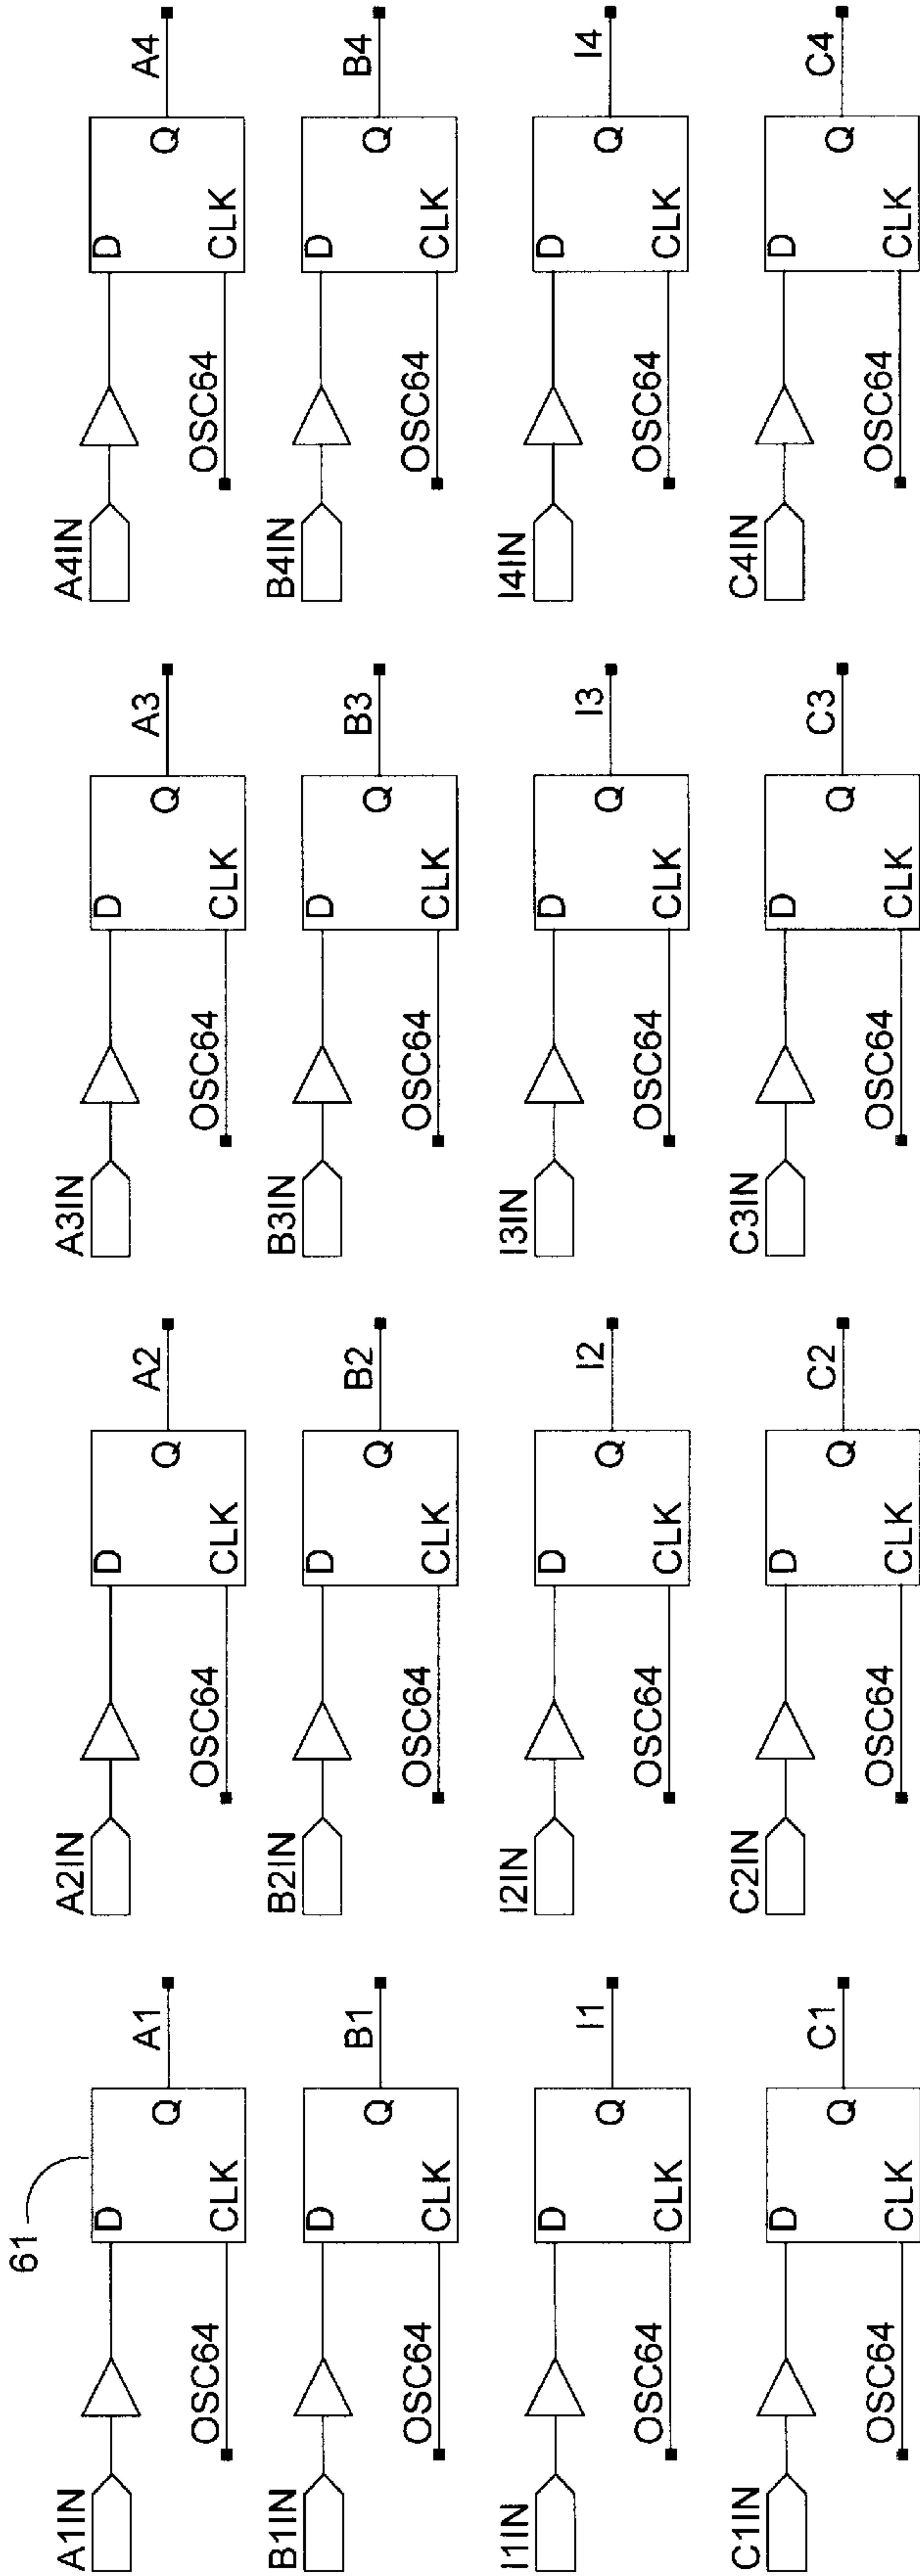 61
A1IN
D
Q
A1
OSC64
CLK
A2IN
D
Q
A2
OSC64
CLK
A3IN
D
Q
A3
OSC64
CLK
A4IN
D
Q
A4
OSC64
CLK
B1IN
D
Q
B1
OSC64
CLK
B2IN
D
Q
B2
OSC64
CLK
B3IN
D
Q
B3
OSC64
CLK
B4IN
D
Q
B4
OSC64
CLK
I1IN
D
Q
I1
OSC64
CLK
I2IN
D
Q
I2
OSC64
CLK
I3IN
D
Q
I3
OSC64
CLK
I4IN
D
Q
I4
OSC64
CLK
C1IN
D
Q
C1
OSC64
CLK
C2IN
D
Q
C2
OSC64
CLK
C3IN
D
Q
C3
OSC64
CLK
C4IN
D
Q
C4
OSC64
CLK